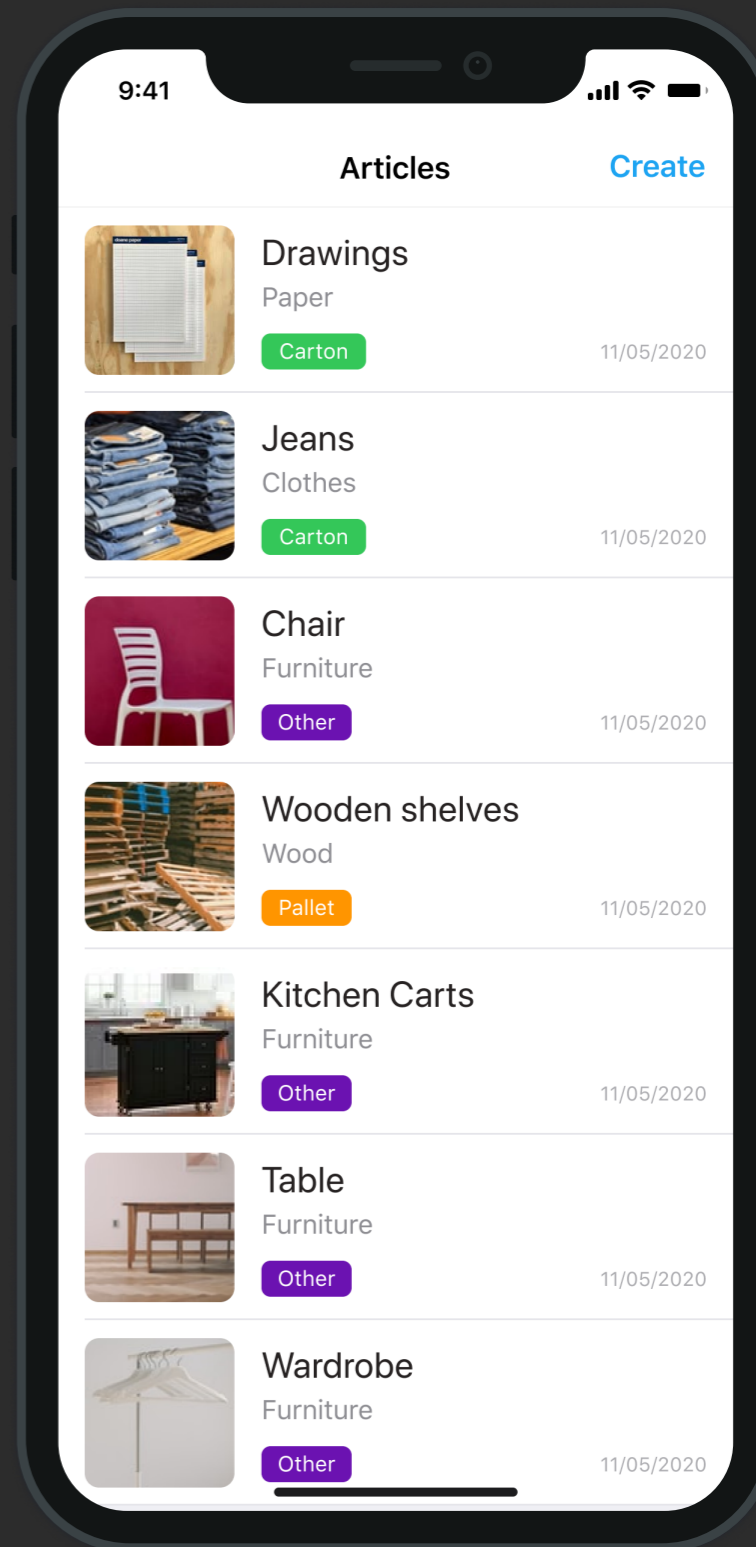 9:41
Articles
Create
Drawings
Paper
Carton
11/05/2020
Jeans
Clothes
Carton
11/05/2020
Chair
Furniture
Other
11/05/2020
Wooden shelves
Wood
Pallet
11/05/2020
Kitchen Carts
Furniture
Other
11/05/2020
Table
Furniture
Other
11/05/2020
Wardrobe
Furniture
Other
11/05/2020